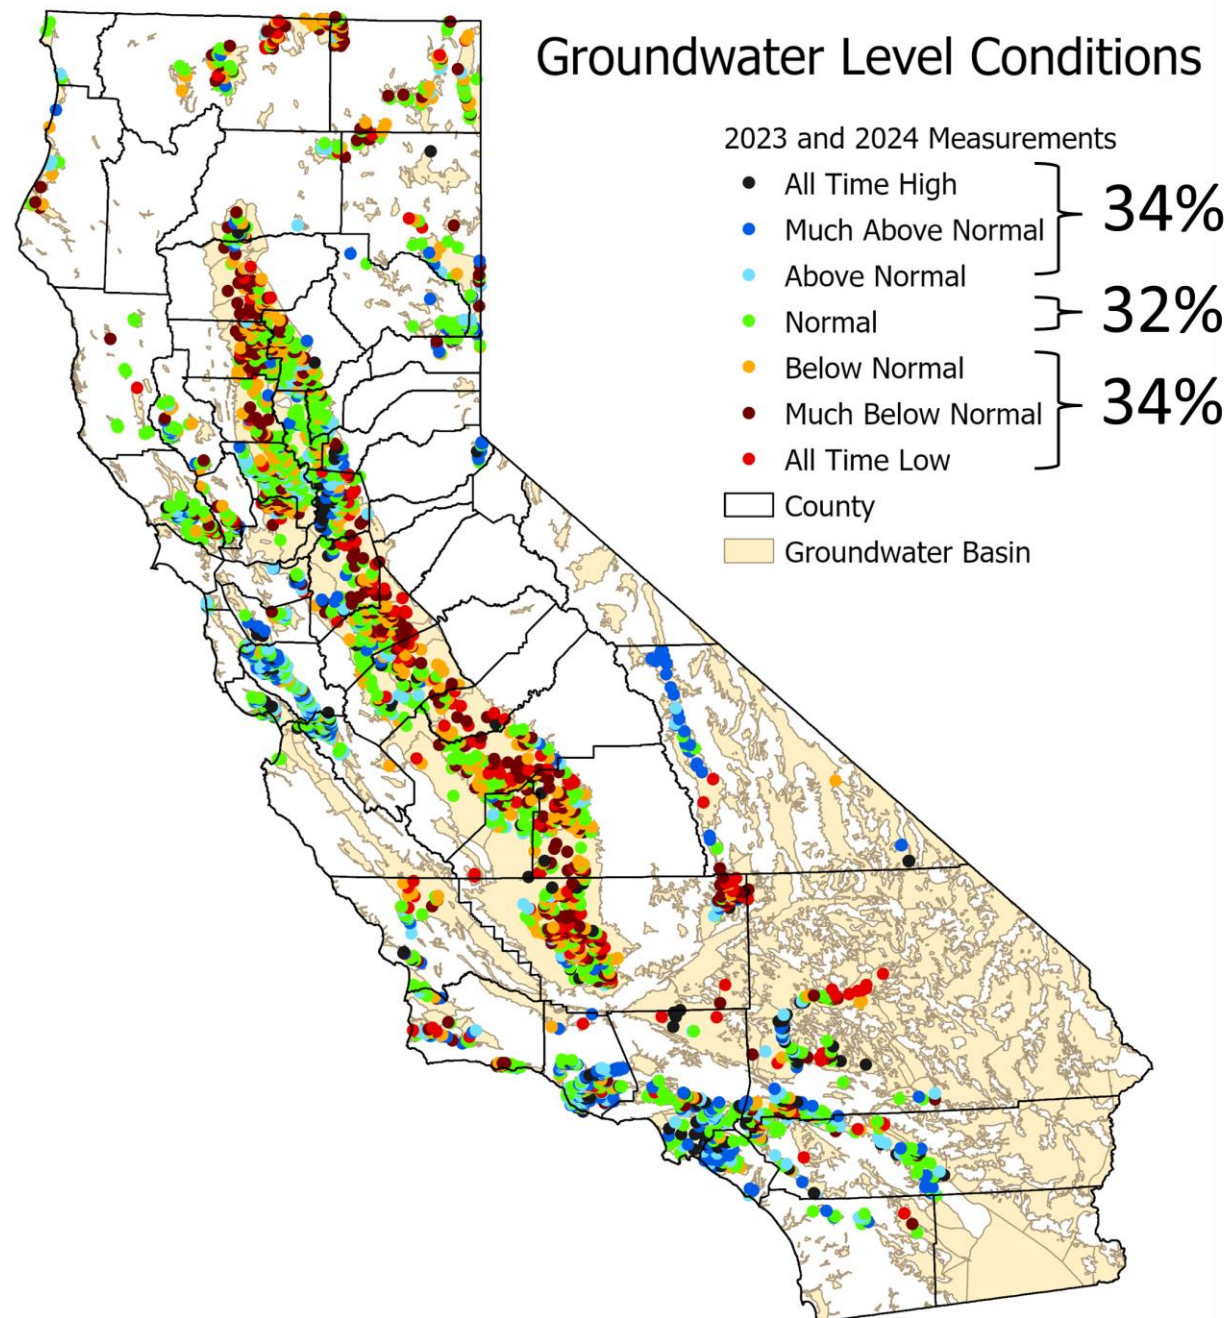 Groundwater Level Conditions
2023 and 2024 Measurements
All Time High
Much Above Normal
Above Normal
34%
Normal
32%
Below Normal
Much Below Normal
All Time Low
34%
County
Groundwater Basin